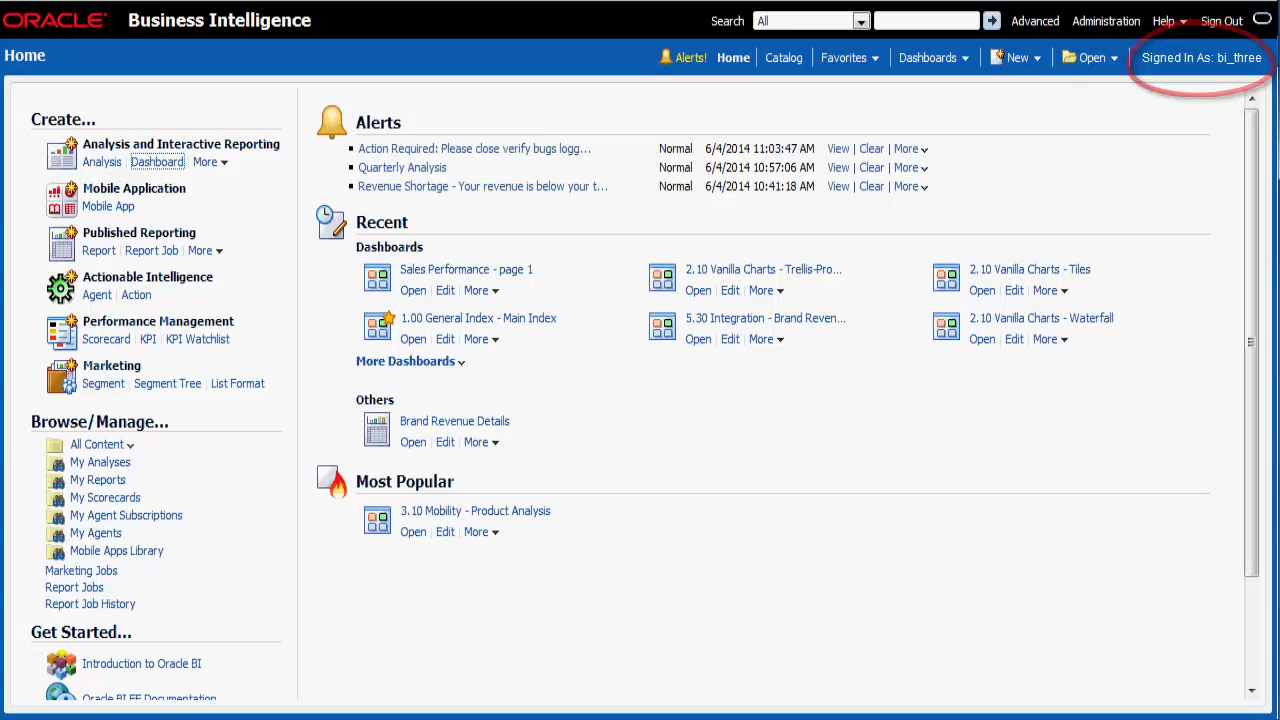 ORACLE Business Intelligence
Search All Advanced Administration Help Sign Out
Home
Alerts! Home Catalog Favorites Dashboards New Open Signed In As: bi_three
Create...
Analysis and Interactive Reporting
Analysis Dashboard More
Mobile Application
Mobile App
Published Reporting
Report Report Job More
Actionable Intelligence
Agent Action
Performance Management
Scorecard KPI KPI Watchlist
Marketing
Segment Segment Tree List Format
Browse/Manage...
All Content
My Analyses
My Reports
My Scorecards
My Agent Subscriptions
My Agents
Mobile Apps Library
Marketing Jobs
Report Jobs
Report Job History
Get Started...
Introduction to Oracle BI
Oracle BI EE Documentation
Alerts
Action Required: Please close verify bugs logg... Normal 6/4/2014 11:03:47 AM View Clear More
Quarterly Analysis Normal 6/4/2014 10:57:06 AM View Clear More
Revenue Shortage - Your revenue is below your t... Normal 6/4/2014 10:41:18 AM View Clear More
Recent
Dashboards
Sales Performance - page 1 2.10 Vanilla Charts - Trellis-Pro... 2.10 Vanilla Charts - Tiles
Open Edit More Open Edit More Open Edit More
1.00 General Index - Main Index 5.30 Integration - Brand Reven... 2.10 Vanilla Charts - Waterfall
Open Edit More Open Edit More Open Edit More
More Dashboards
Others
Brand Revenue Details
Open Edit More
Most Popular
3.10 Mobility - Product Analysis
Open Edit More